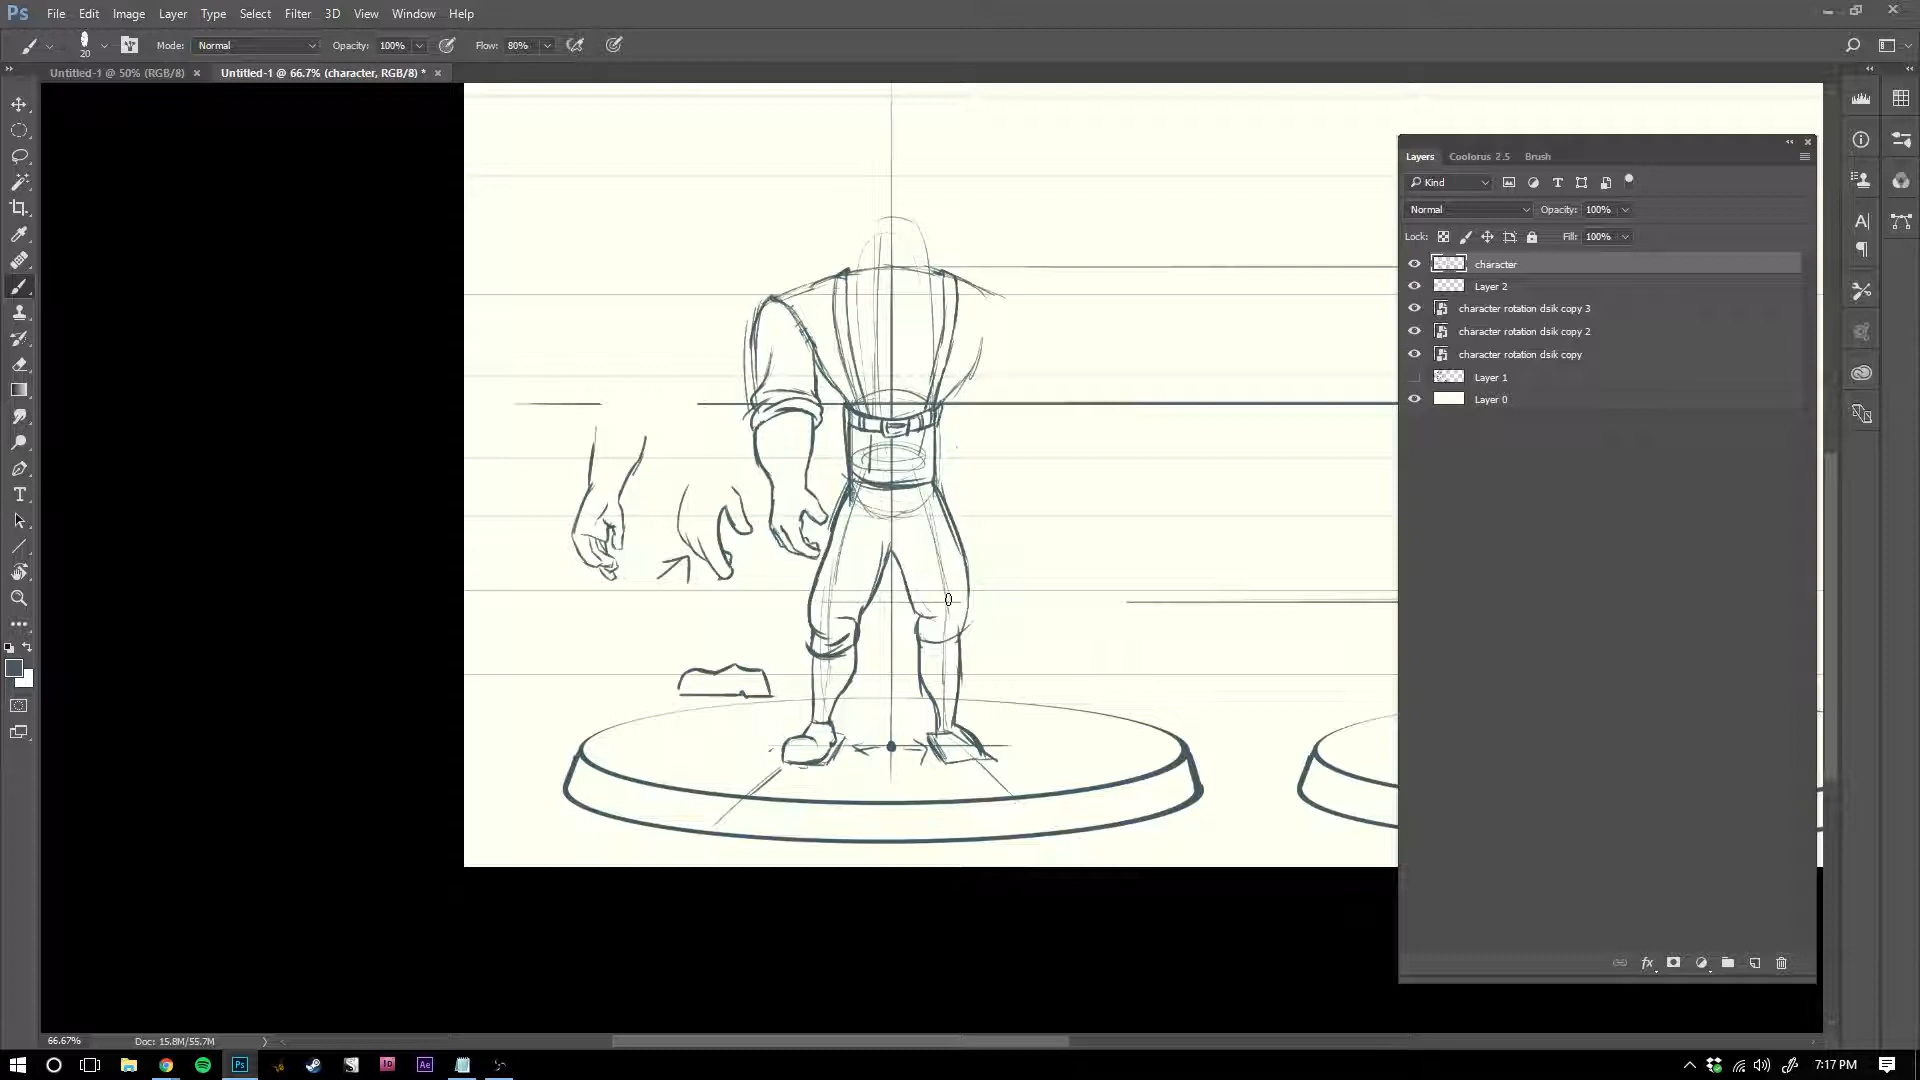 Ps File Edit Image Layer Type Select Filter 3D View Window Help
20 Mode: Normal Opacity: 100% Flow: 80%
Untitled-1 @ 50% (RGB/8) × Untitled-1 @ 66.7% (character, RGB/8) * ×
Layers Coolorus 2.5 Brush
Kind
Normal Opacity: 100%
Lock: Fill: 100%
character
Layer 2
character rotation dsik copy 3
character rotation dsik copy 2
character rotation dsik copy
Layer 1
Layer 0
fx
66.67% Doc: 15.8M/55.7M
7:17 PM